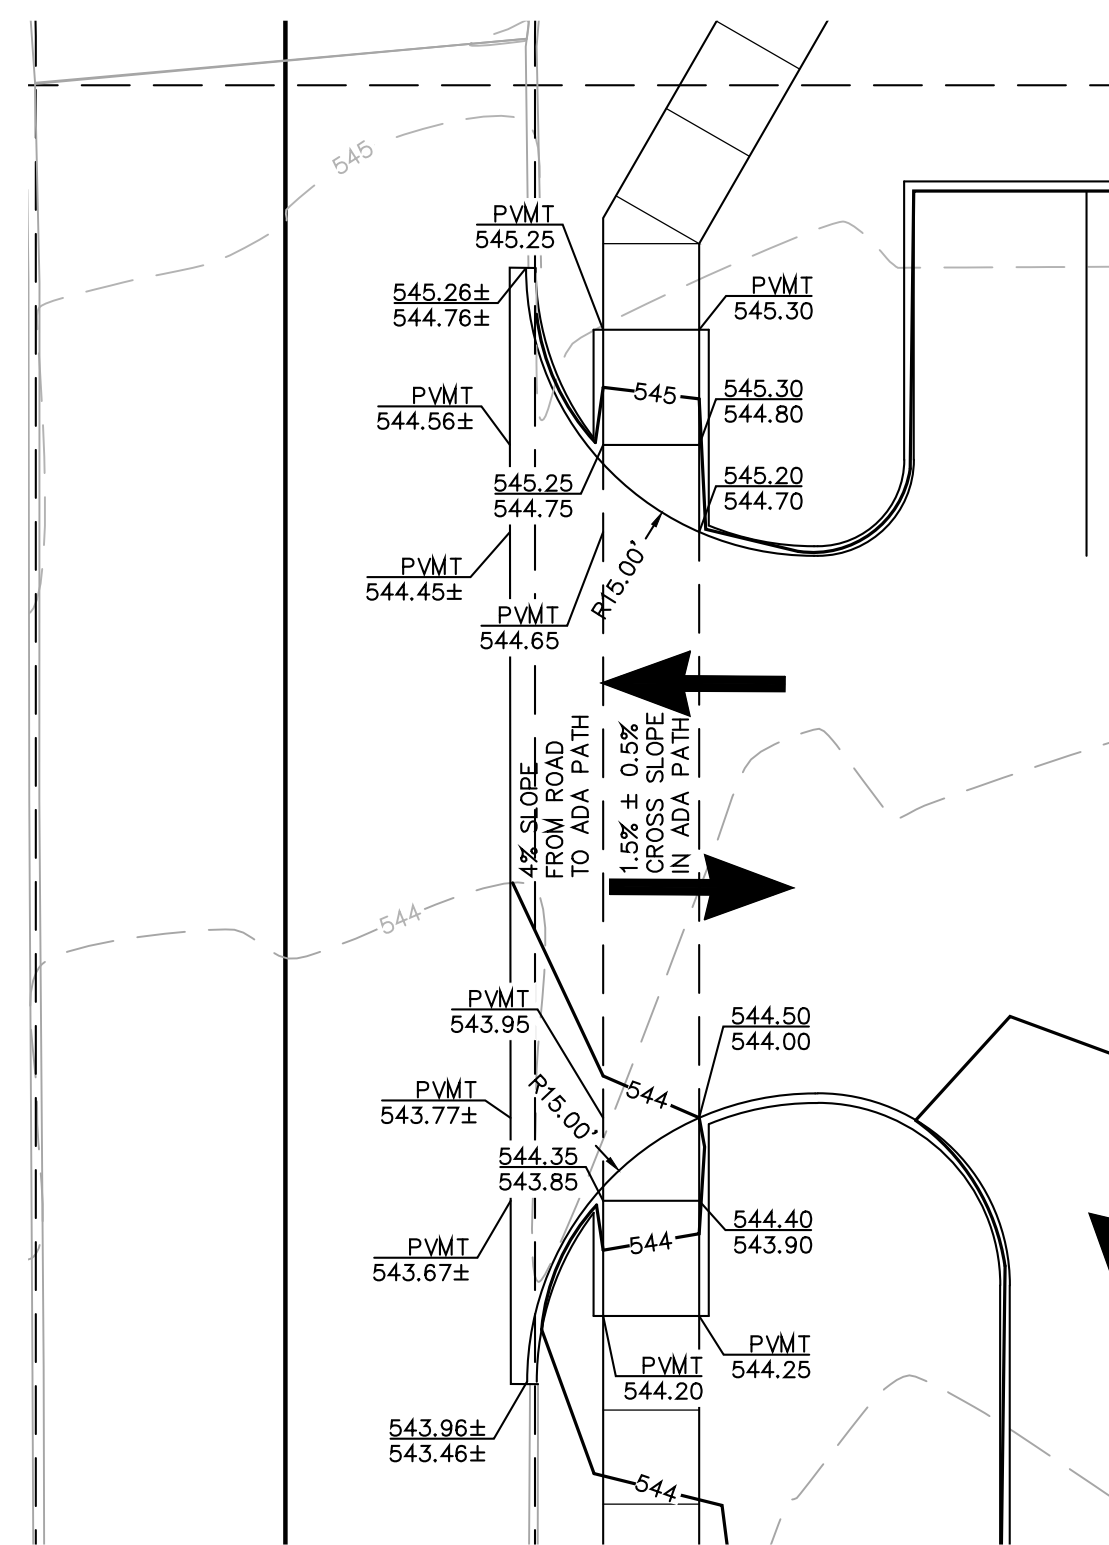 545
PVMT
545.25
545.26±
544.76±
PVMT
545.30
PVMT
544.56±
545
545.30
544.80
545.25
544.75
545.20
544.70
PVMT
544.45±
R15.00'
PVMT
544.65
4% SLOPE
FROM ROAD
TO ADA PATH
1.5% ± 0.5%
CROSS SLOPE
IN ADA PATH
544
PVMT
543.95
544.50
544.00
PVMT
543.77±
R15.00'
544
544.35
543.85
544.40
543.90
PVMT
543.67±
544
PVMT
544.25
PVMT
544.20
543.96±
543.46±
544